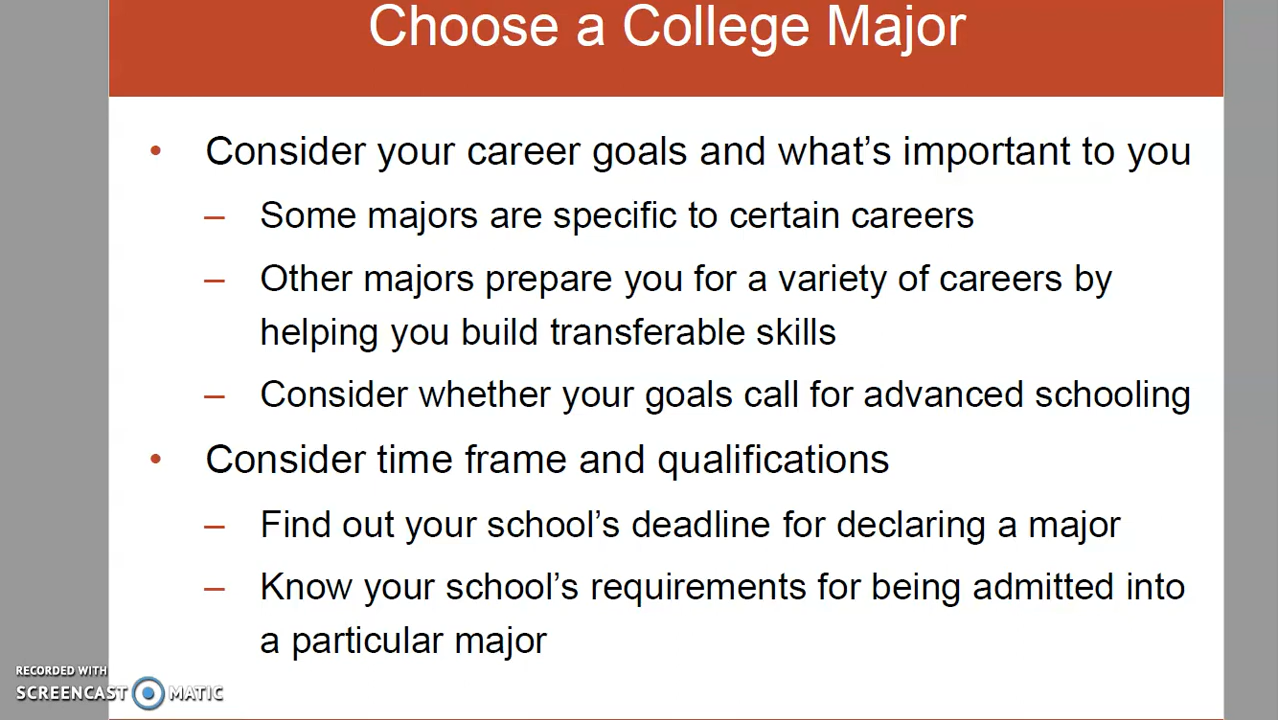 Choose a College Major
• Consider your career goals and what’s important to you
– Some majors are specific to certain careers
– Other majors prepare you for a variety of careers by
helping you build transferable skills
– Consider whether your goals call for advanced schooling
• Consider time frame and qualifications
– Find out your school’s deadline for declaring a major
– Know your school’s requirements for being admitted into
a particular major
RECORDED WITH
SCREENCAST MATIC